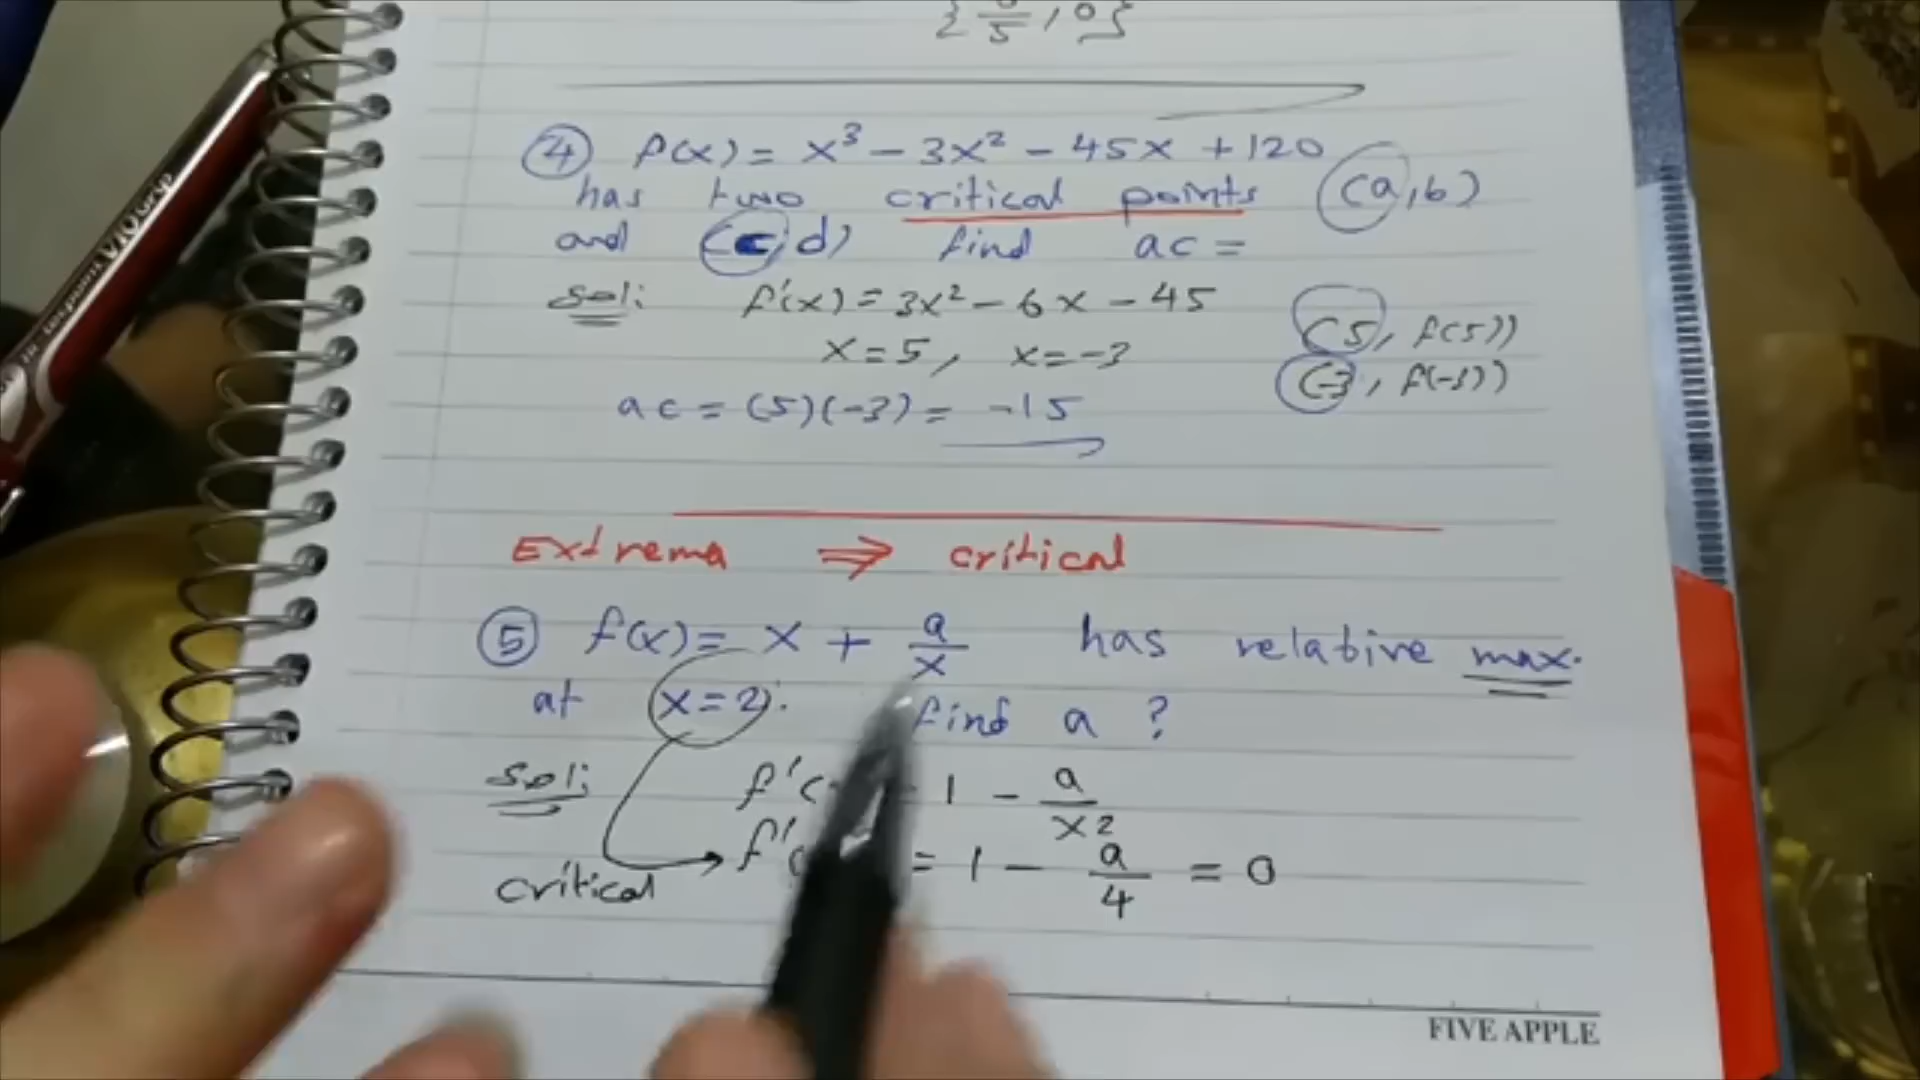 ④ f(x) = x³ - 3x² - 45x + 120
has two critical points (a, b)
and (c, d) find ac =
Sol: f'(x) = 3x² - 6x - 45
x = 5, x = -3
(5, f(5))
(-3, f(-3))
ac = (5)(-3) = -15
Extrema ⇒ critical
⑤ f(x) = x + a/x has relative max.
at x = 2. find a ?
Sol: f'( 1 - a/x²
critical f'( = 1 - a/4 = 0
FIVE APPLE